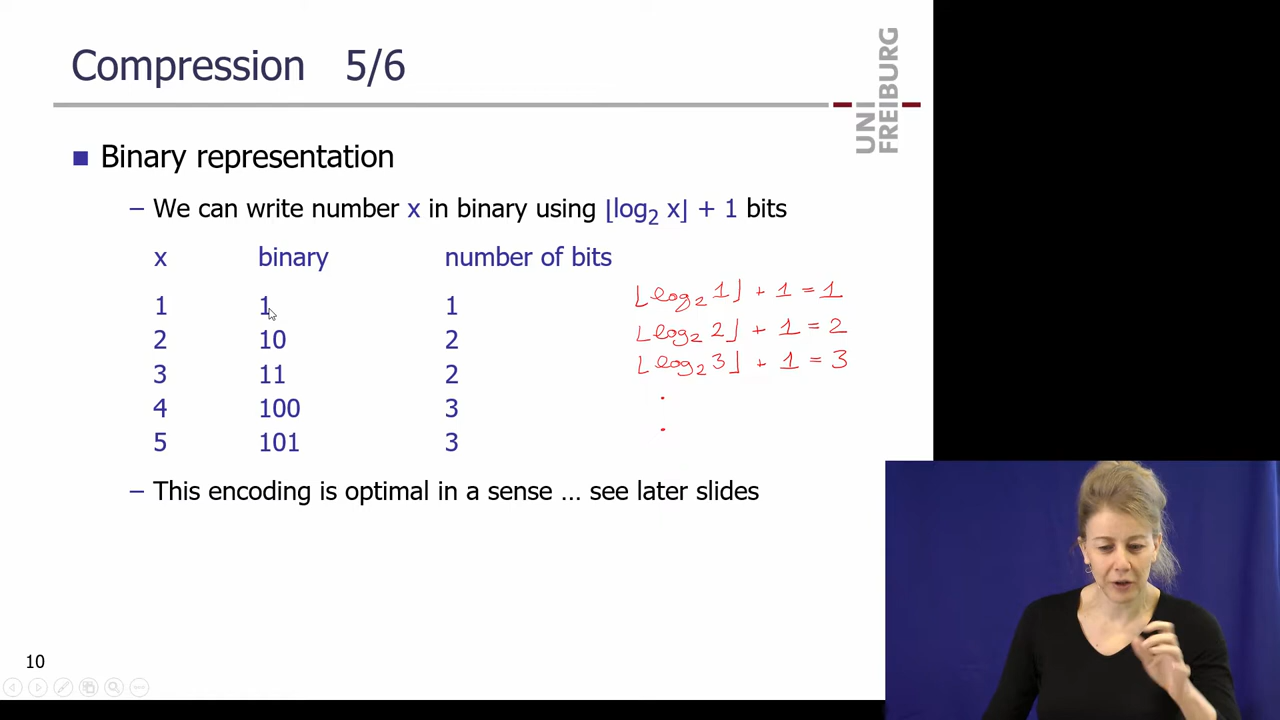 Compression 5/6
UNI
FREIBURG
■ Binary representation
– We can write number x in binary using ⌊log₂ x⌋ + 1 bits
x binary number of bits
1 1 1 ⌊log₂ 1⌋ + 1 = 1
2 10 2 ⌊log₂ 2⌋ + 1 = 2
3 11 2 ⌊log₂ 3⌋ + 1 = 3
4 100 3 .
5 101 3 .
– This encoding is optimal in a sense … see later slides
10